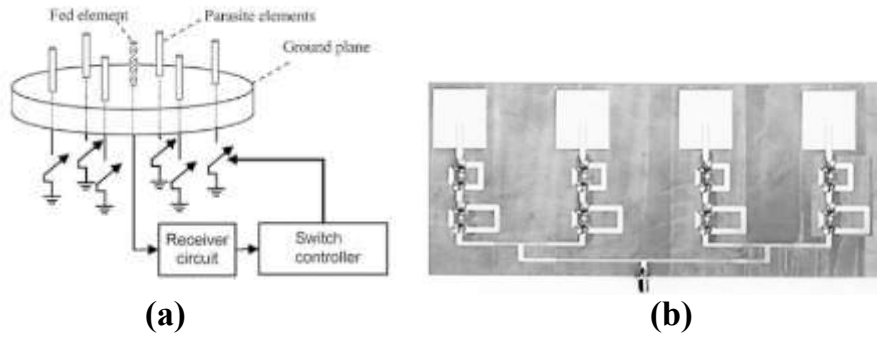 Fed element
Parasite elements
Ground plane
Receiver
circuit
Switch
controller
(a)
(b)